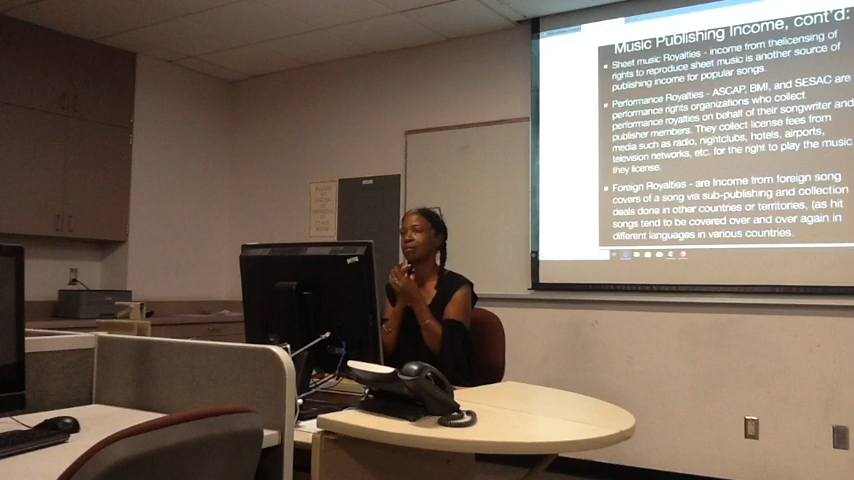 Music Publishing Income, cont'd:
Sheet music Royalties - income from thelicensing of
rights to reproduce sheet music is another source of
publishing income for popular songs.
Performance Royalties - ASCAP, BMI, and SESAC are
performance rights organizations who collect
performance royalties on behalf of their songwriter and
publisher members. They collect license fees from
media such as radio, nightclubs, hotels, airports,
television networks, etc. for the right to play the music
they license.
Foreign Royalties - are Income from foreign song
covers of a song via sub-publishing and collection
deals done in other countries or territories, (as hit
songs tend to be covered over and over again in
different languages in various countries.